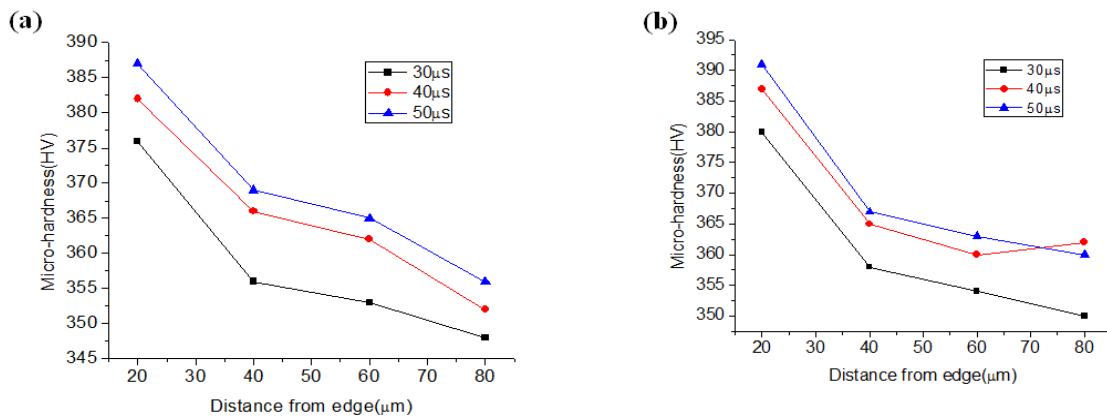 (a)
Micro-hardness(HV)
390
385
380
375
370
365
360
355
350
345
30μs
40μs
50μs
20 30 40 50 60 70 80
Distance from edge(μm)
(b)
Micro-hardness(HV)
395
390
385
380
375
370
365
360
355
350
30μs
40μs
50μs
20 30 40 50 60 70 80
Distance from edge(μm)